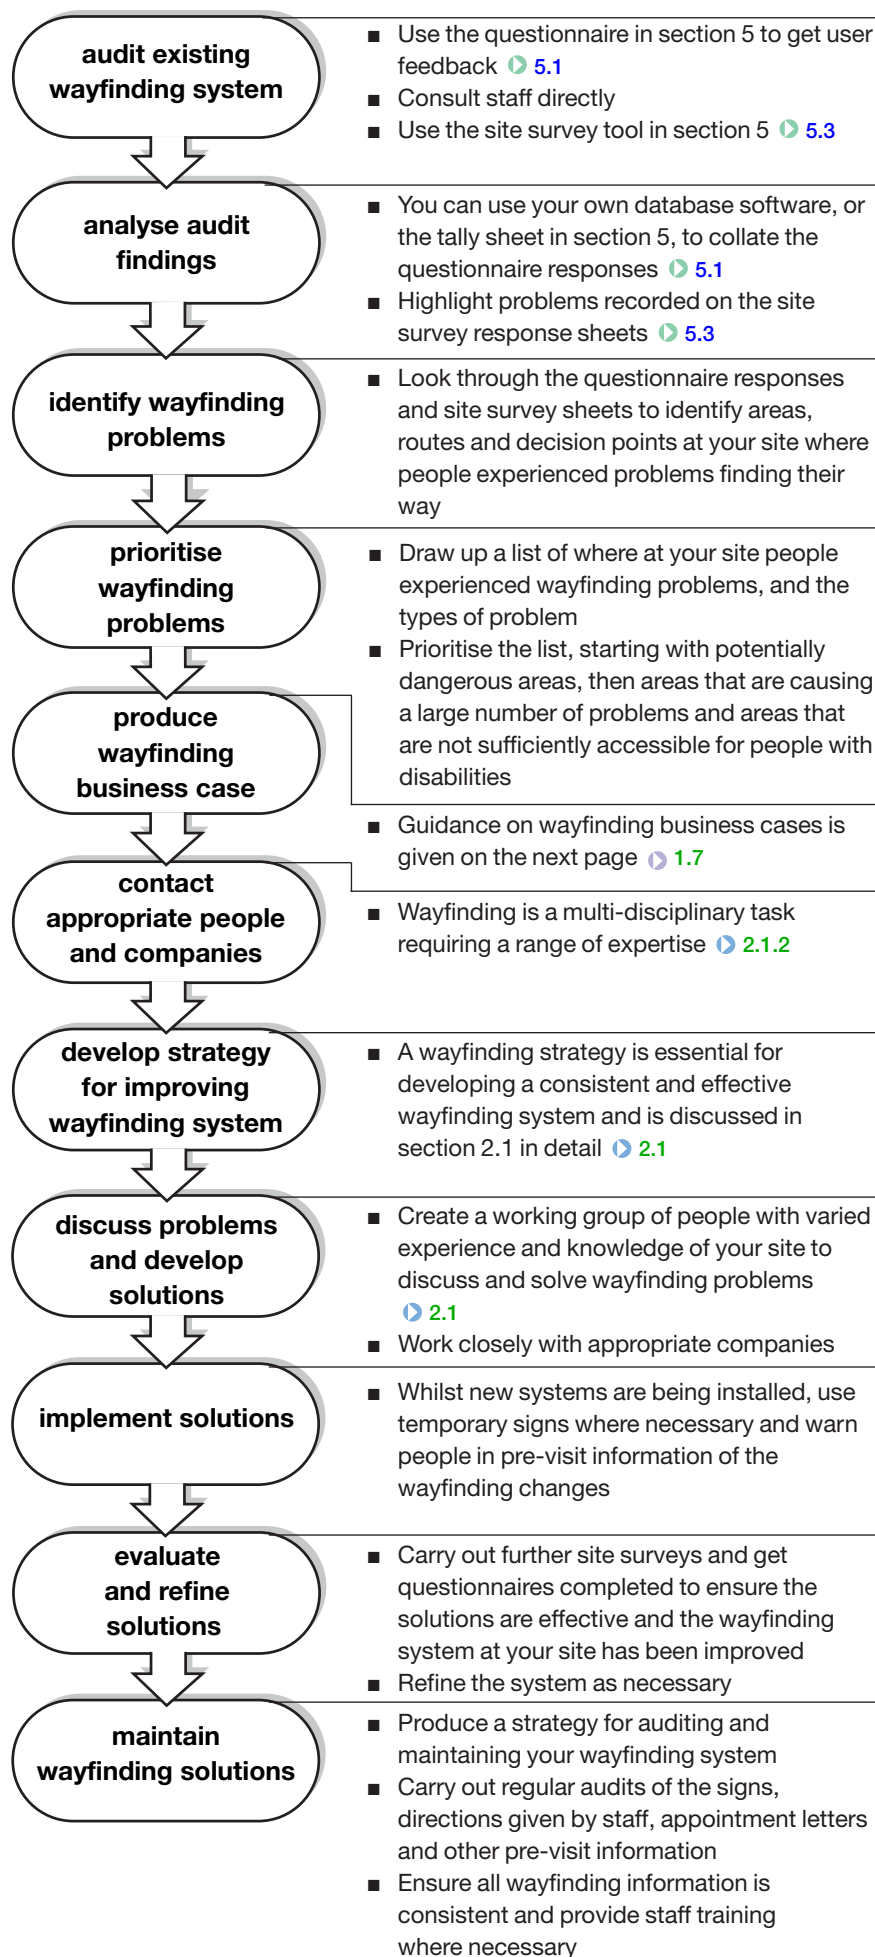 audit existing
wayfinding system
■ Use the questionnaire in section 5 to get user
feedback 5.1
■ Consult staff directly
■ Use the site survey tool in section 5 5.3
analyse audit
findings
■ You can use your own database software, or
the tally sheet in section 5, to collate the
questionnaire responses 5.1
■ Highlight problems recorded on the site
survey response sheets 5.3
identify wayfinding
problems
■ Look through the questionnaire responses
and site survey sheets to identify areas,
routes and decision points at your site where
people experienced problems finding their
way
prioritise
wayfinding
problems
■ Draw up a list of where at your site people
experienced wayfinding problems, and the
types of problem
■ Prioritise the list, starting with potentially
dangerous areas, then areas that are causing
a large number of problems and areas that
are not sufficiently accessible for people with
disabilities
produce
wayfinding
business case
■ Guidance on wayfinding business cases is
given on the next page 1.7
contact
appropriate people
and companies
■ Wayfinding is a multi-disciplinary task
requiring a range of expertise 2.1.2
develop strategy
for improving
wayfinding system
■ A wayfinding strategy is essential for
developing a consistent and effective
wayfinding system and is discussed in
section 2.1 in detail 2.1
discuss problems
and develop
solutions
■ Create a working group of people with varied
experience and knowledge of your site to
discuss and solve wayfinding problems
2.1
■ Work closely with appropriate companies
implement solutions
■ Whilst new systems are being installed, use
temporary signs where necessary and warn
people in pre-visit information of the
wayfinding changes
evaluate
and refine
solutions
■ Carry out further site surveys and get
questionnaires completed to ensure the
solutions are effective and the wayfinding
system at your site has been improved
■ Refine the system as necessary
maintain
wayfinding solutions
■ Produce a strategy for auditing and
maintaining your wayfinding system
■ Carry out regular audits of the signs,
directions given by staff, appointment letters
and other pre-visit information
■ Ensure all wayfinding information is
consistent and provide staff training
where necessary